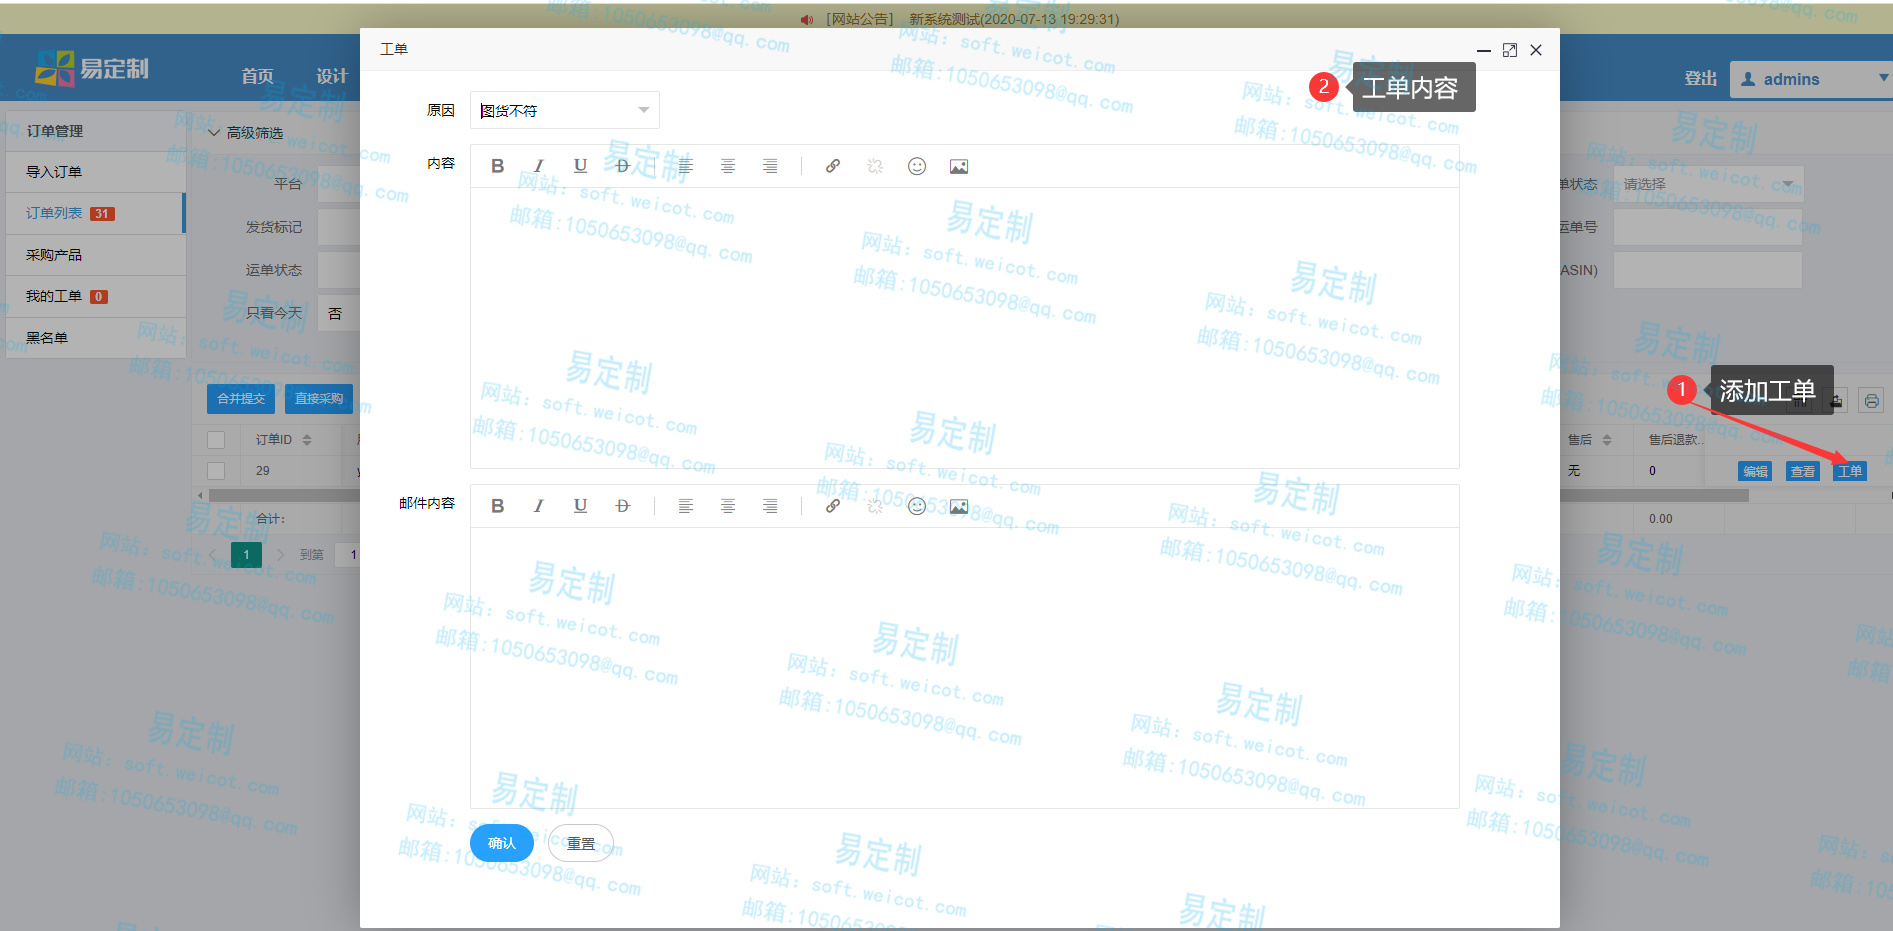 [网站公告] 新系统测试(2020-07-13 19:29:31)
易定制
首页 设计
登出 admins
工单
2 工单内容
订单管理
导入订单
订单列表 31
采购产品
我的工单 0
黑名单
高级筛选
平台
发货标记
运单状态
只看今天 否
单状态 请选择
运单号
ASIN)
合并提交 直接采购
订单ID
29
合计:
1 到第 1
原因 图货不符
内容
B I U D
邮件内容
B I U D
确认 重置
1 添加工单
售后 售后退款...
无 0 编辑 查看 工单
0.00
易定制
网站: soft.weicot.com
邮箱:1050653098@qq.com